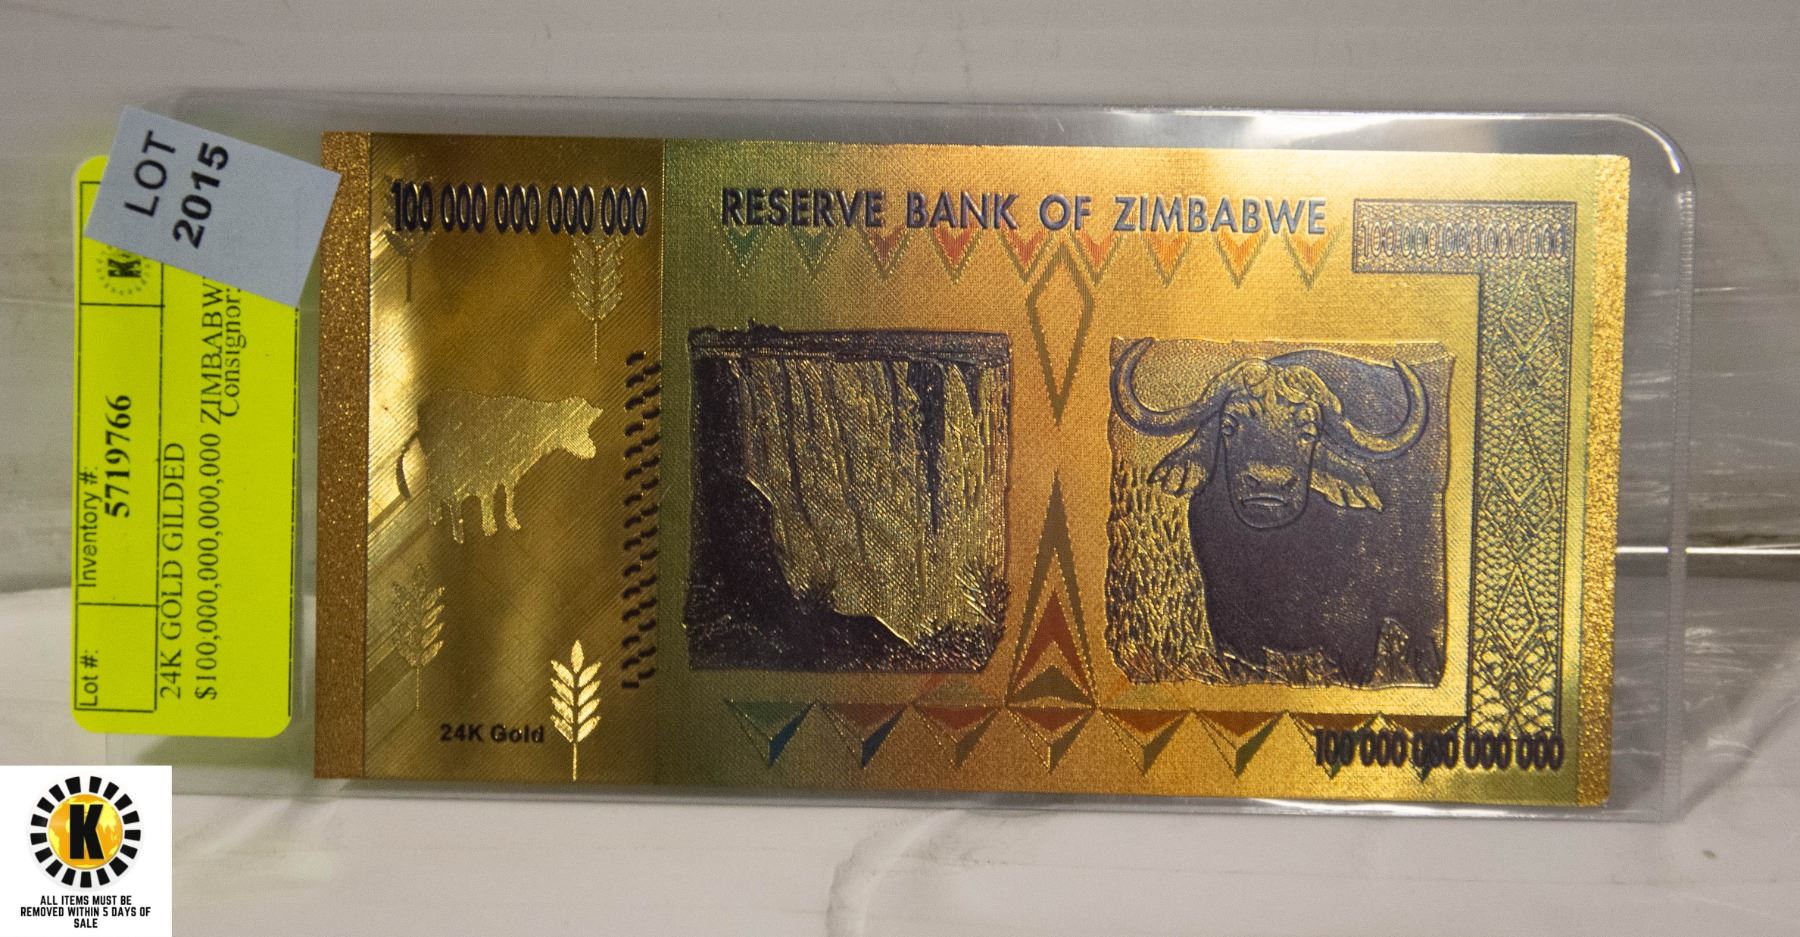 LOT
2015
K
Lot #:
Inventory #:
5719766
24K GOLD GILDED
$100,000,000,000,000 ZIMBABW
Consignor:
100 000 000 000 000
RESERVE BANK OF ZIMBABWE
100 000 000 000 000
24K Gold
100 000 000 000 000
K
ALL ITEMS MUST BE
REMOVED WITHIN 5 DAYS OF
SALE